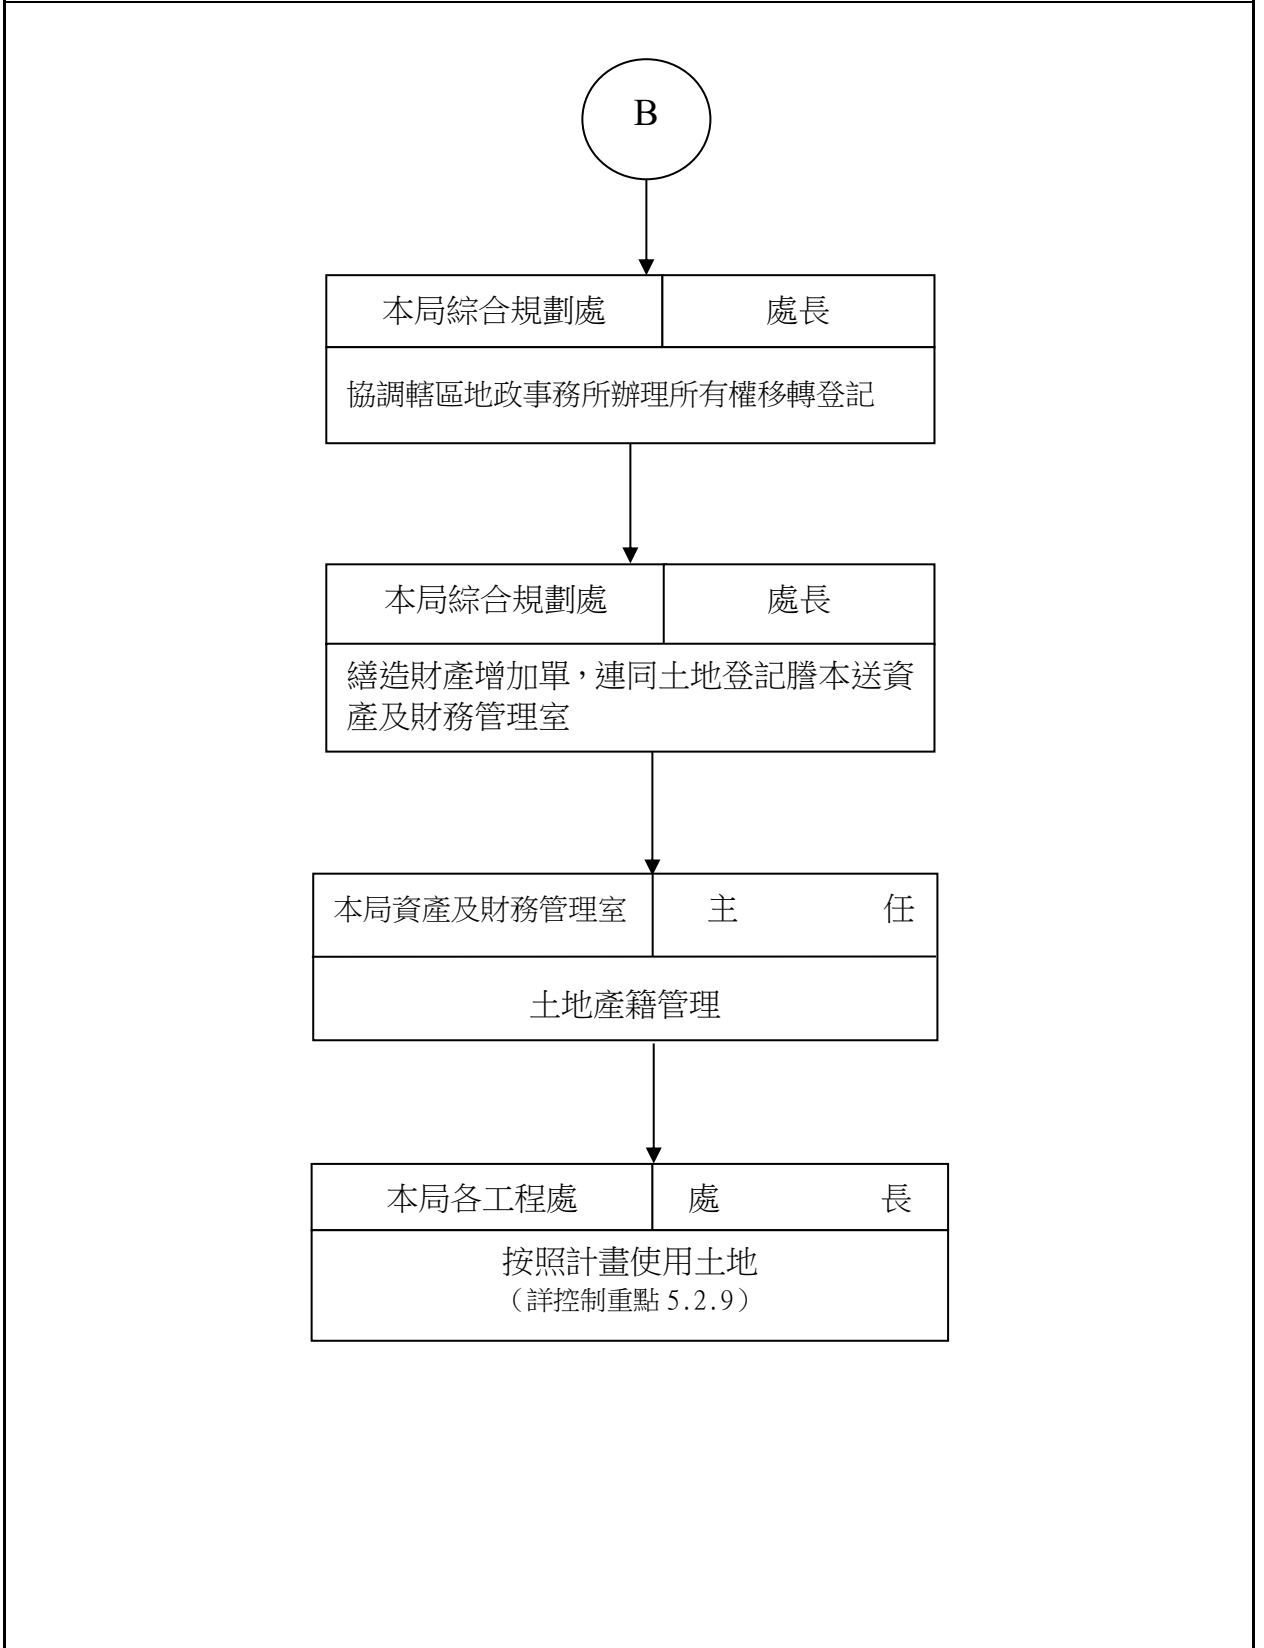 B
本局綜合規劃處 處長
協調轄區地政事務所辦理所有權移轉登記
本局綜合規劃處 處長
繕造財產增加單，連同土地登記謄本送資
產及財務管理室
本局資產及財務管理室 主 任
土地產籍管理
本局各工程處 處 長
按照計畫使用土地
（詳控制重點 5.2.9）